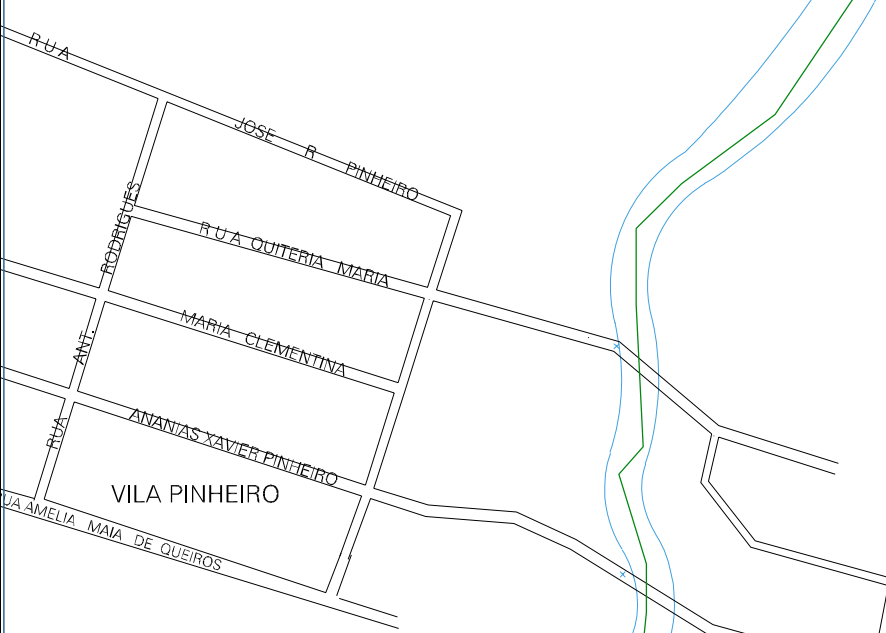 RUA
JOSE R PINHEIRO
RUA QUITERIA MARIA
RODRIGUES
MARIA CLEMENTINA
ANT.
ANANIAS XAVIER PINHEIRO
RUA
VILA PINHEIRO
UA AMELIA MAIA DE QUEIROS